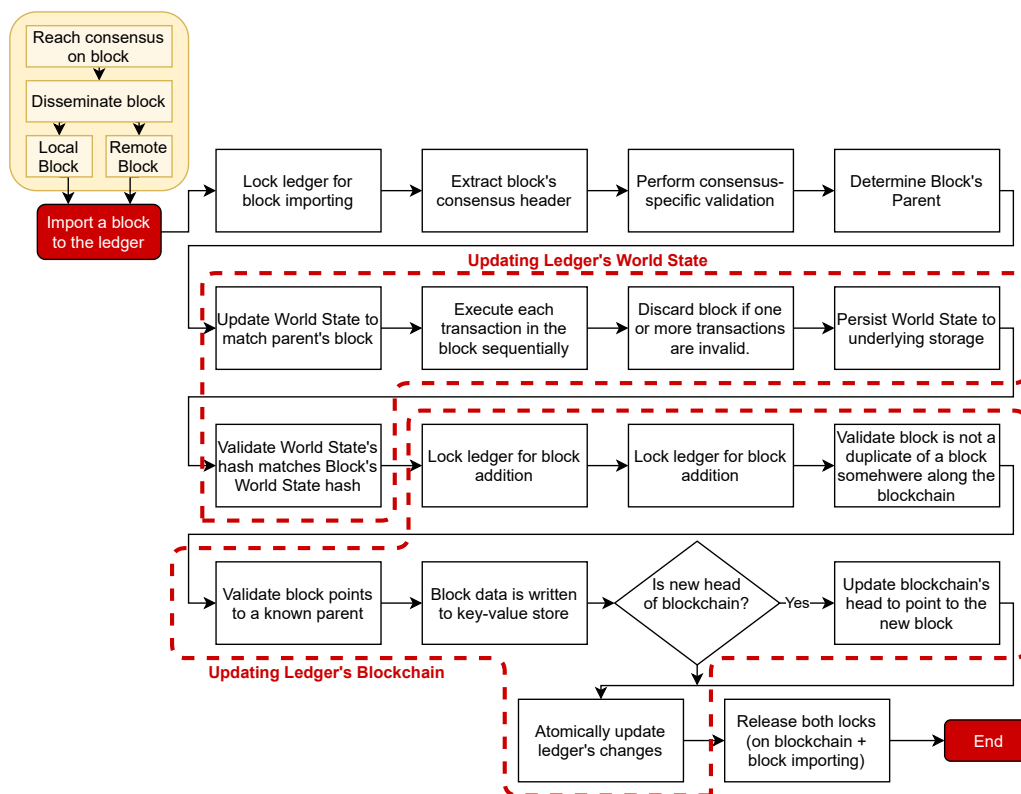 Reach consensus
on block
Disseminate block
Local
Block
Remote
Block
Import a block
to the ledger
Lock ledger for
block importing
Extract block's
consensus header
Perform consensus-
specific validation
Determine Block's
Parent
Updating Ledger's World State
Update World State to
match parent's block
Execute each
transaction in the
block sequentially
Discard block if one
or more transactions
are invalid.
Persist World State to
underlying storage
Validate World State's
hash matches Block's
World State hash
Lock ledger for block
addition
Lock ledger for block
addition
Validate block is not a
duplicate of a block
somehwere along the
blockchain
Validate block points
to a known parent
Block data is written
to key-value store
Is new head
of blockchain?
Yes
Update blockchain's
head to point to the
new block
Updating Ledger's Blockchain
Atomically update
ledger's changes
Release both locks
(on blockchain +
block importing)
End